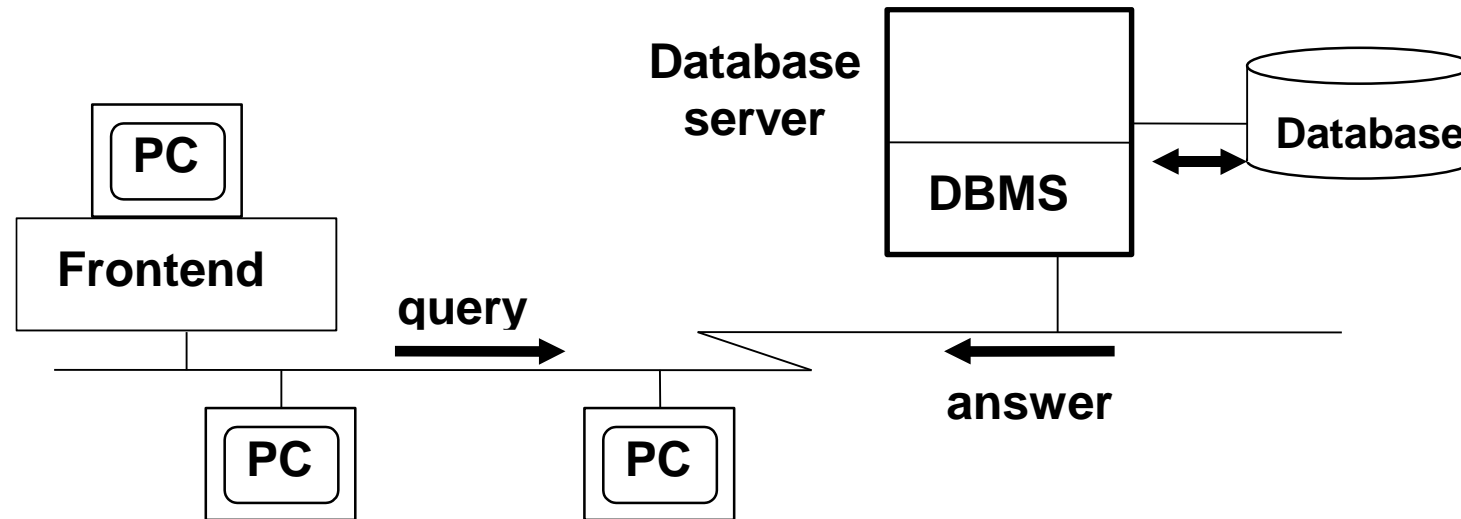 Database
server
PC
Database
DBMS
Frontend
query
answer
PC
PC